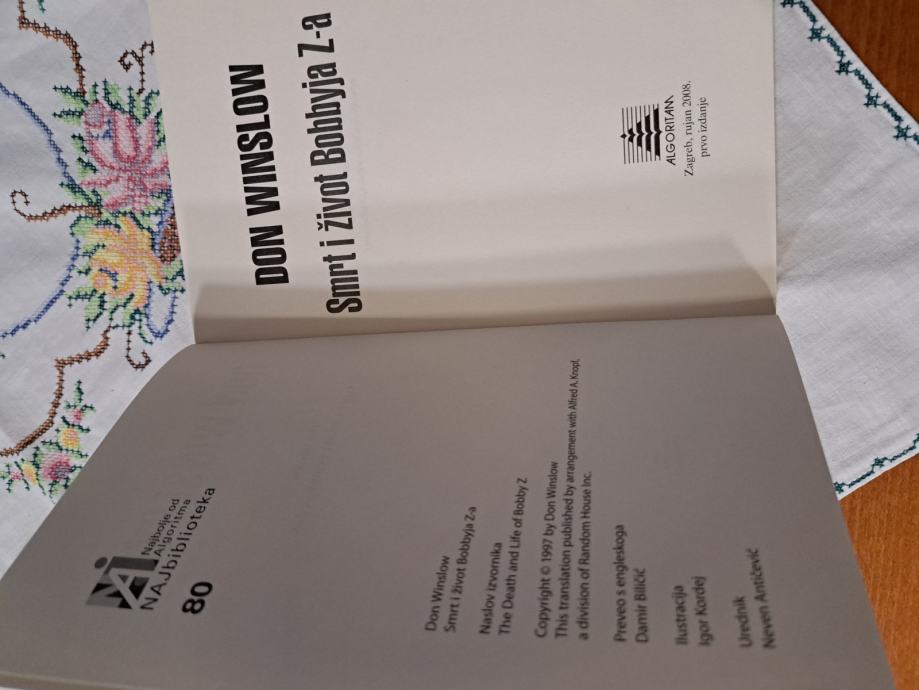 NAJ
Najbolje od
Algoritma
NAJbiblioteka
80
Don Winslow
Smrt i život Bobbyja Z-a
Naslov izvornika
The Death and Life of Bobby Z
Copyright © 1997 by Don Winslow
This translation published by arrangement with Alfred A. Knopf,
a division of Random House Inc.
Preveo s engleskoga
Damir Biličić
Ilustracija
Igor Kordej
Urednik
Neven Antičević
DON WINSLOW
Smrt i život Bobbyja Z-a
ALGORITAM
Zagreb, rujan 2008.
prvo izdanje